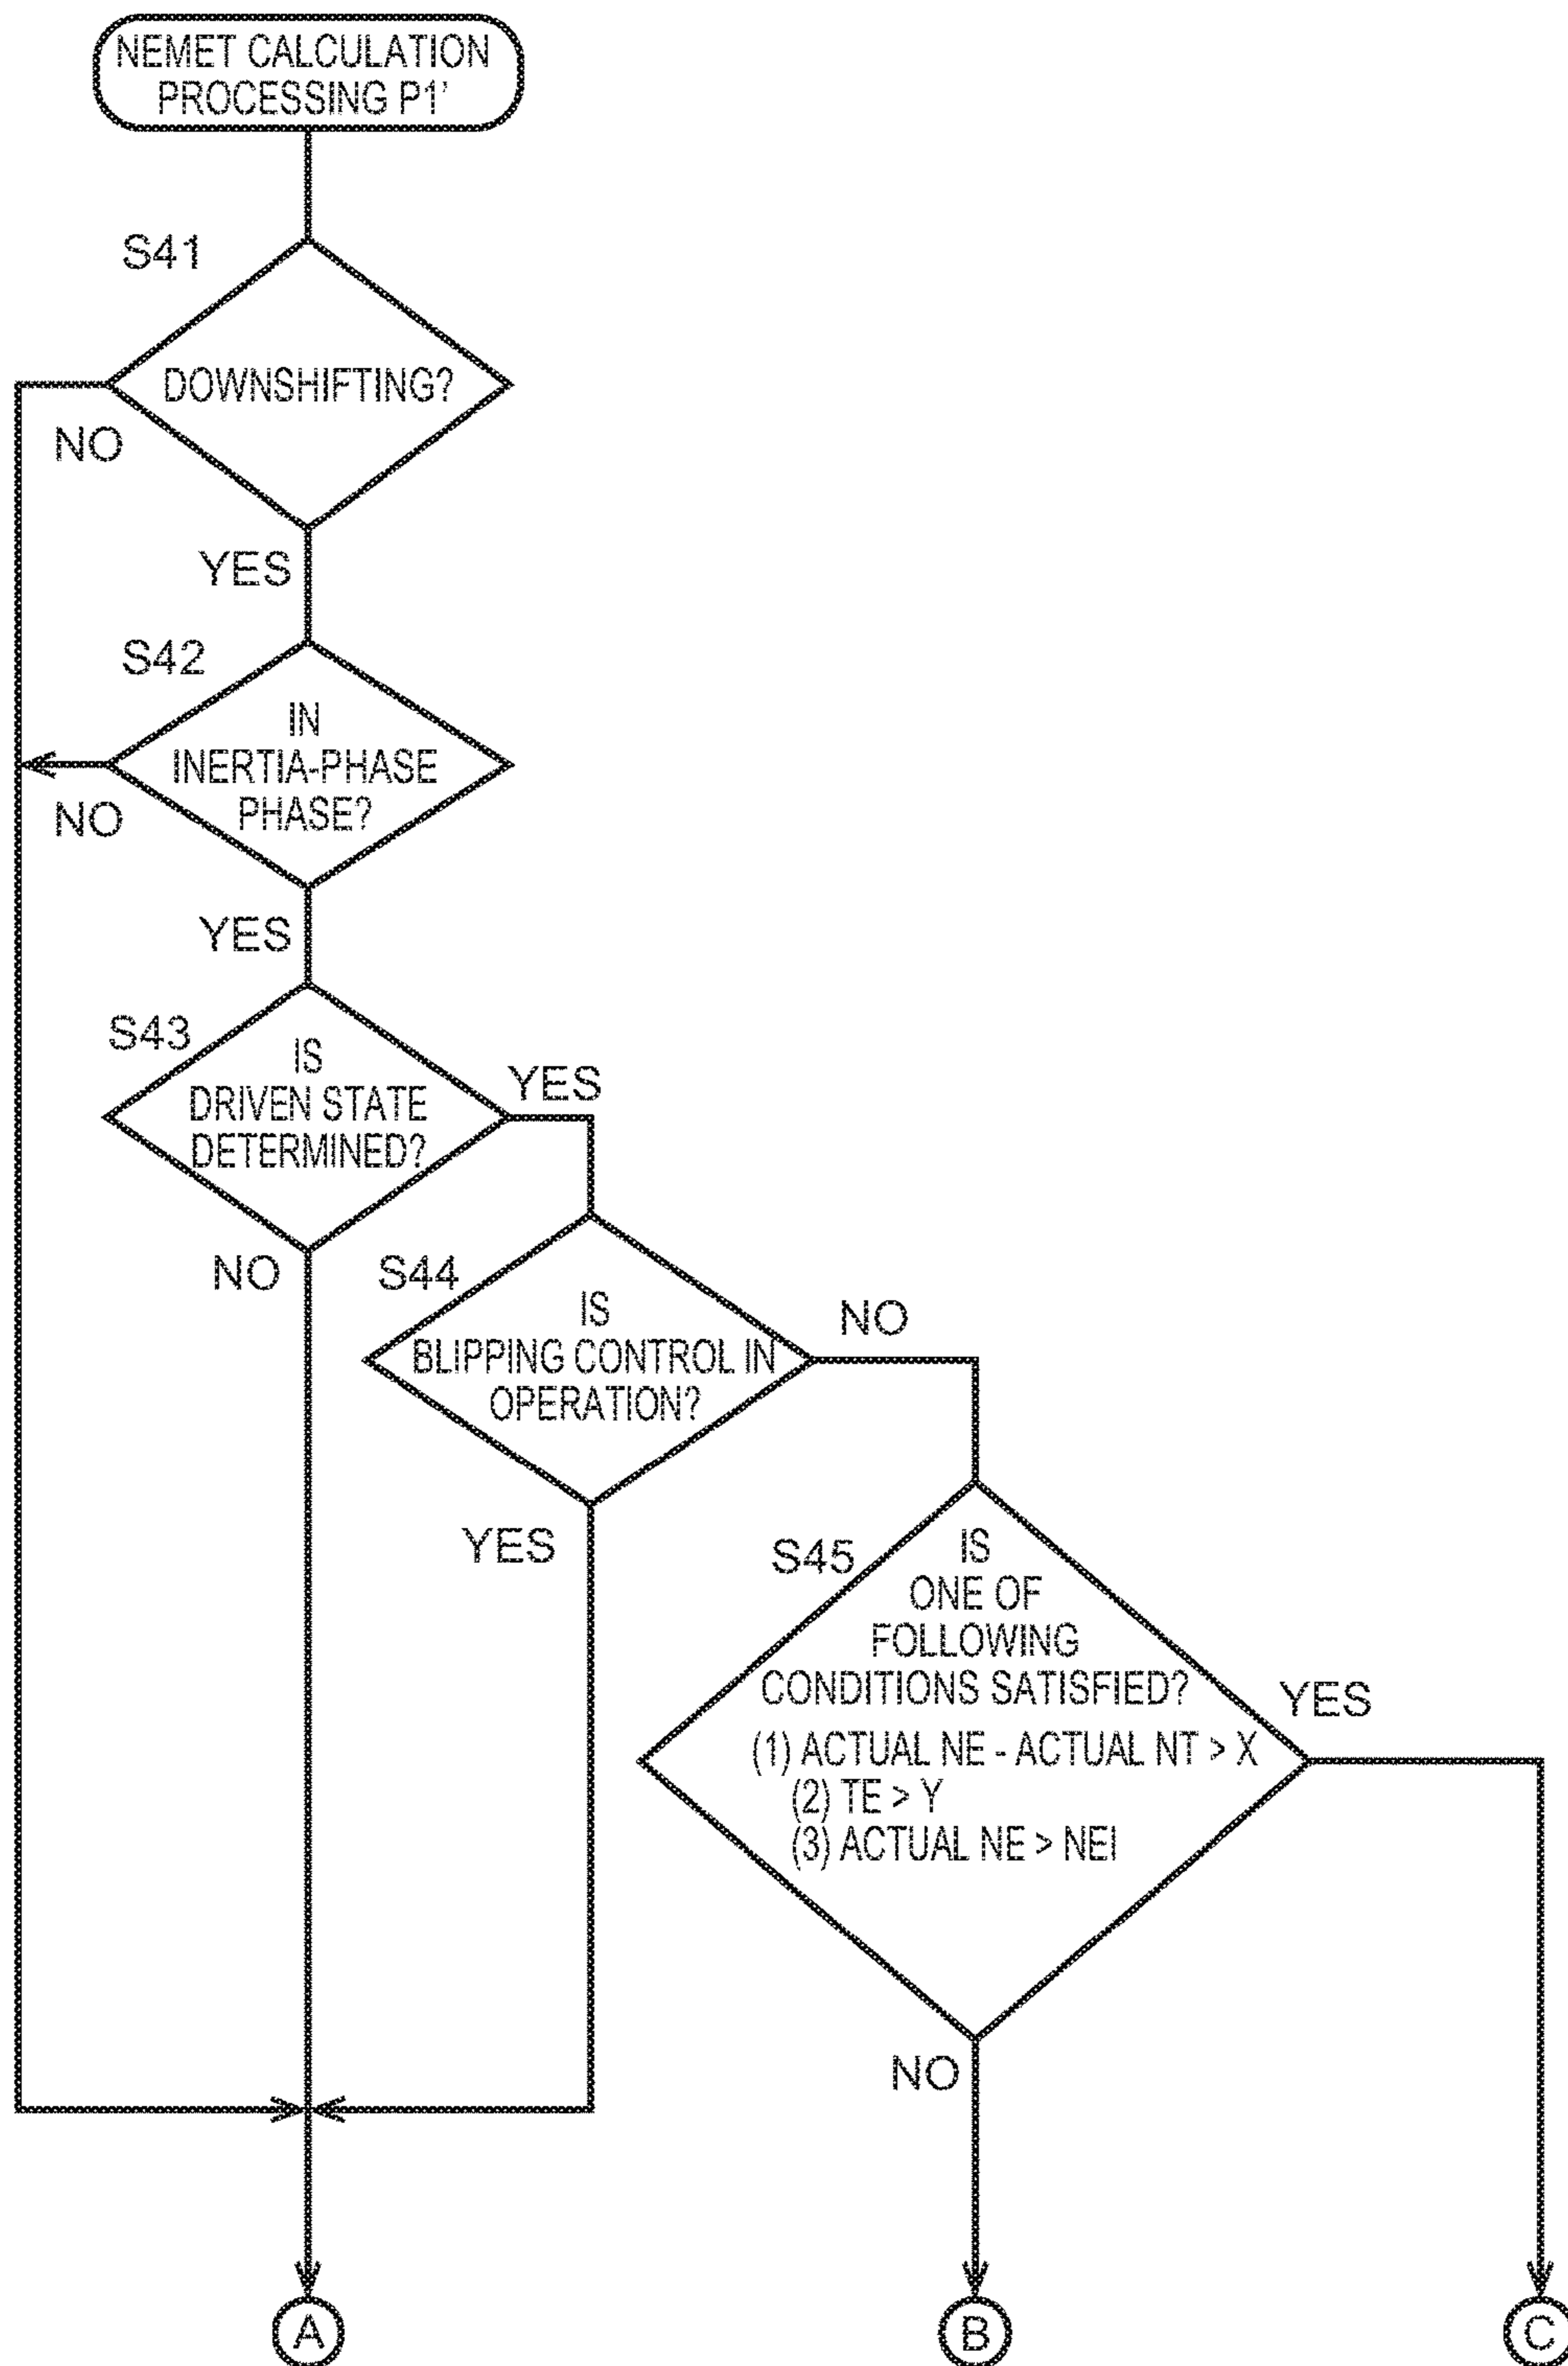 NEMET CALCULATION
PROCESSING P1'
S41
DOWNSHIFTING?
NO
YES
S42
IN
INERTIA-PHASE
PHASE?
NO
YES
S43
IS
DRIVEN STATE
DETERMINED?
YES
NO
S44
IS
BLIPPING CONTROL IN
OPERATION?
NO
YES
S45
IS
ONE OF
FOLLOWING
CONDITIONS SATISFIED?
(1) ACTUAL NE - ACTUAL NT > X
(2) TE > Y
(3) ACTUAL NE > NEI
YES
NO
A
B
C